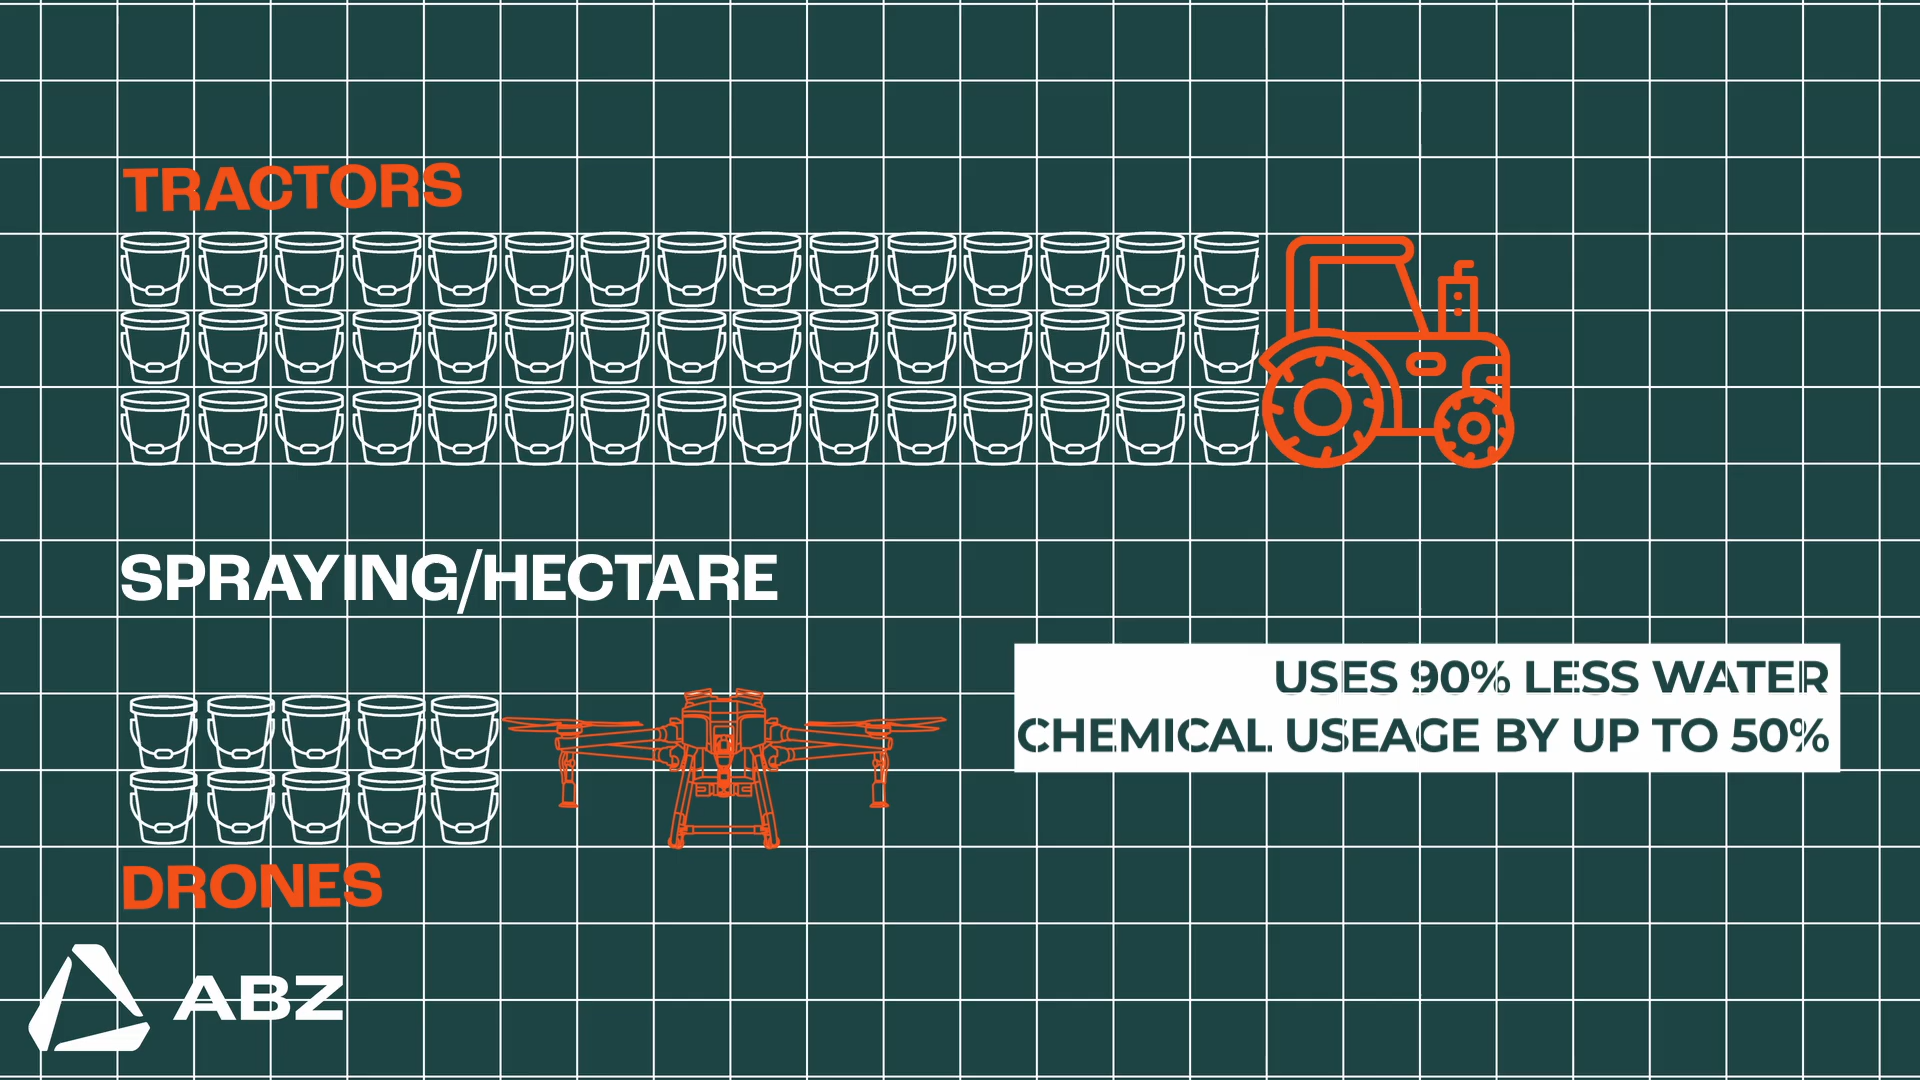 TRACTORS
SPRAYING/HECTARE
USES 90% LESS WATER
CHEMICAL USEAGE BY UP TO 50%
DRONES
ABZ